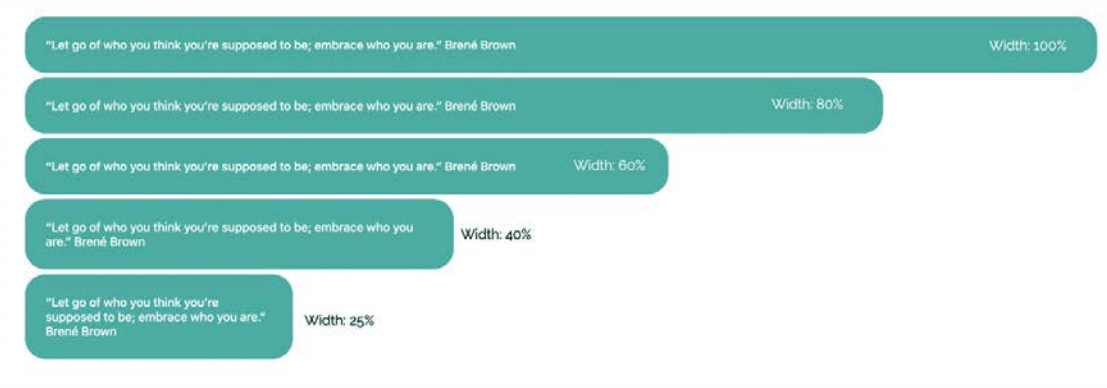 “Let go of who you think you’re supposed to be; embrace who you are.” Brené Brown Width: 100%
“Let go of who you think you’re supposed to be; embrace who you are.” Brené Brown Width: 80%
“Let go of who you think you’re supposed to be; embrace who you are.” Brené Brown Width: 60%
“Let go of who you think you’re supposed to be; embrace who you
are.” Brené Brown
Width: 40%
“Let go of who you think you’re
supposed to be; embrace who you are.”
Brené Brown
Width: 25%